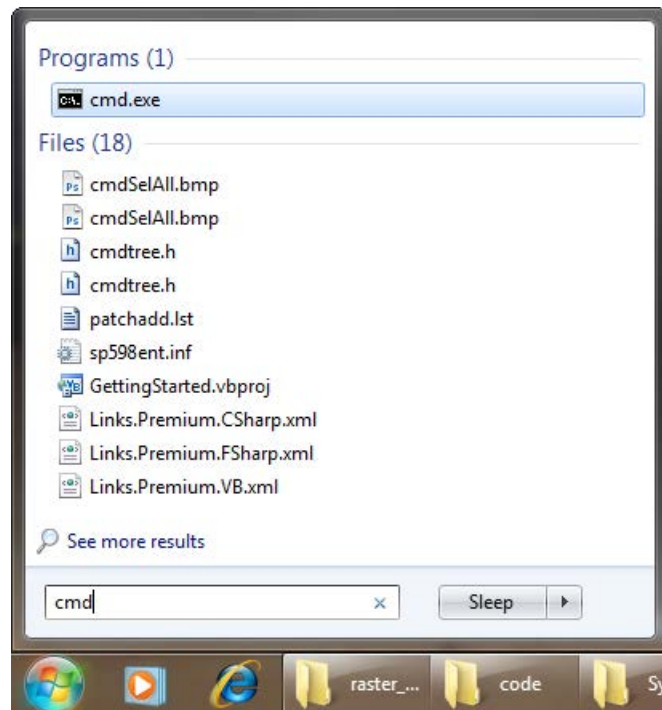 Programs (1)
cmd.exe
Files (18)
cmdSelAll.bmp
cmdSelAll.bmp
cmdtree.h
cmdtree.h
patchadd.lst
sp598ent.inf
GettingStarted.vbproj
Links.Premium.CSharp.xml
Links.Premium.FSharp.xml
Links.Premium.VB.xml
See more results
cmd Sleep
raster_... code Sy